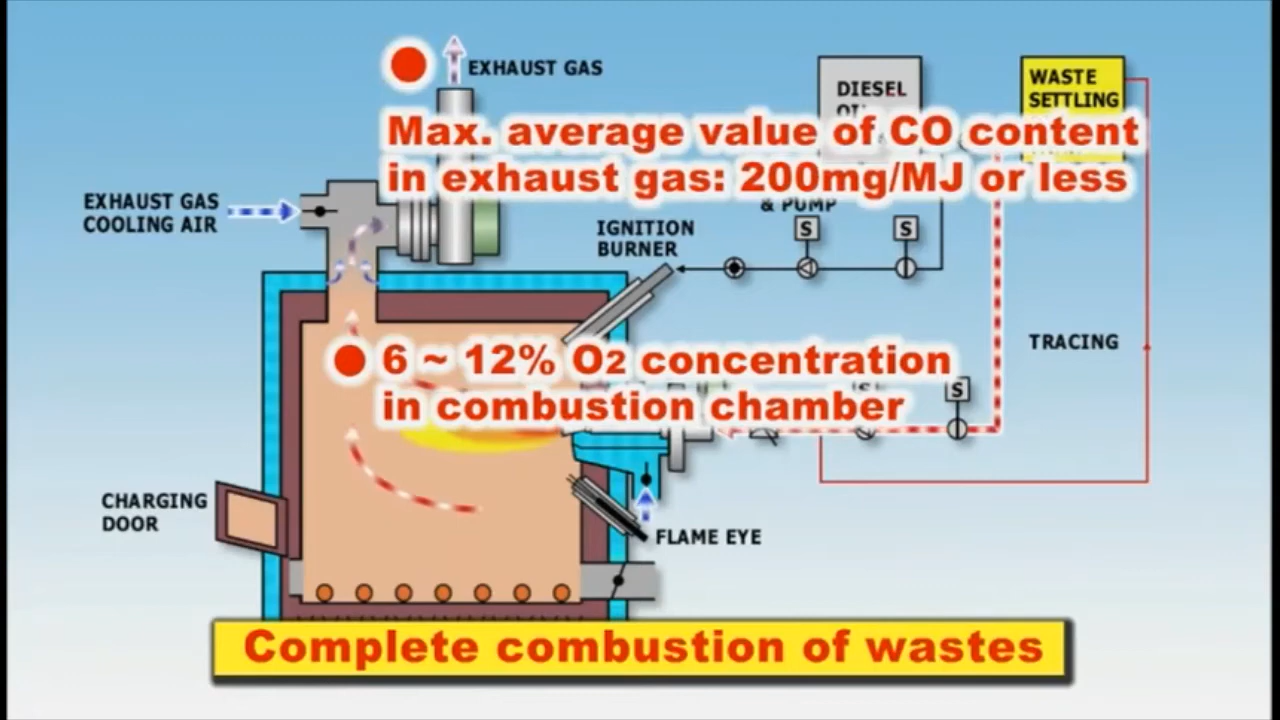 EXHAUST GAS
DIESEL
WASTE
SETTLING
Max. average value of CO content
in exhaust gas: 200mg/MJ or less
& PUMP
EXHAUST GAS
COOLING AIR
IGNITION
BURNER
S
S
TRACING
6 ~ 12% O2 concentration
in combustion chamber
S
CHARGING
DOOR
FLAME EYE
Complete combustion of wastes